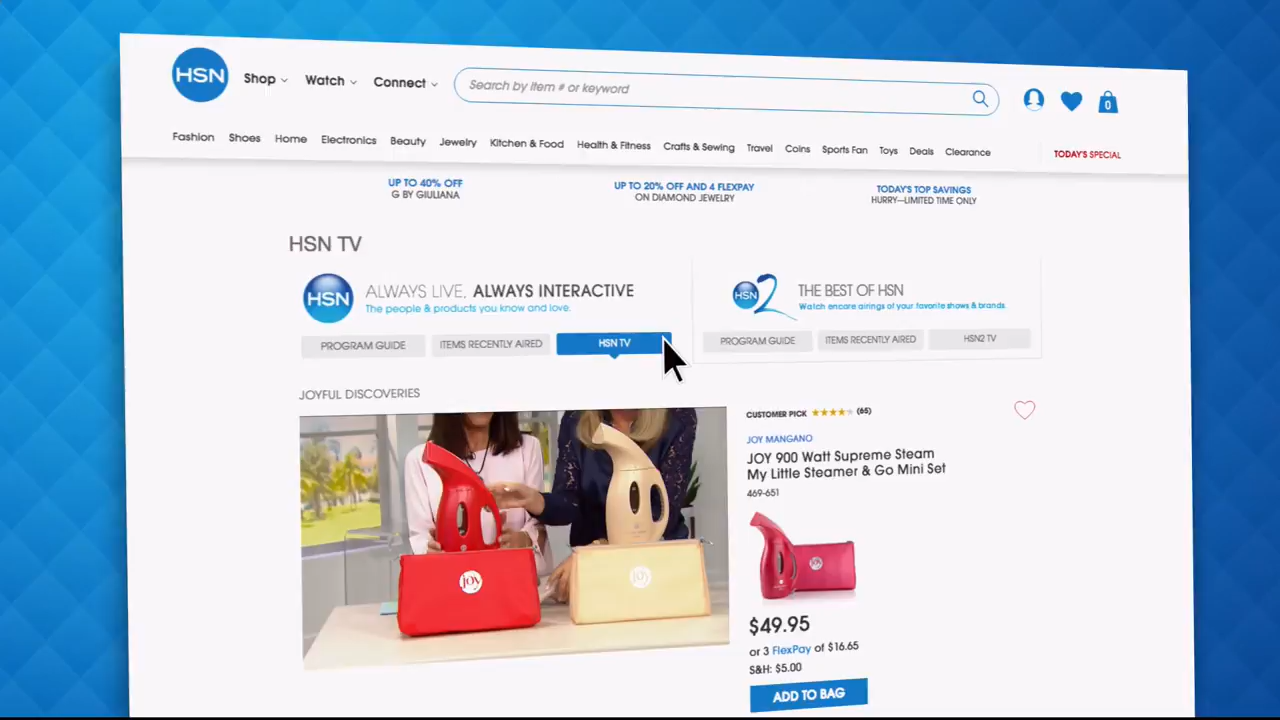 HSN
Shop
Watch
Connect
Search by item # or keyword
0
Fashion Shoes Home Electronics Beauty Jewelry Kitchen & Food Health & Fitness Crafts & Sewing Travel Coins Sports Fan Toys Deals Clearance TODAY'S SPECIAL
UP TO 40% OFF
G BY GIULIANA
UP TO 20% OFF AND 4 FLEXPAY
ON DIAMOND JEWELRY
TODAY'S TOP SAVINGS
HURRY—LIMITED TIME ONLY
HSN TV
HSN
ALWAYS LIVE, ALWAYS INTERACTIVE
The people & products you know and love.
PROGRAM GUIDE
ITEMS RECENTLY AIRED
HSN TV
HSN2
THE BEST OF HSN
Watch encore airings of your favorite shows & brands.
PROGRAM GUIDE
ITEMS RECENTLY AIRED
HSN2 TV
JOYFUL DISCOVERIES
joy
joy
CUSTOMER PICK (65)
JOY MANGANO
JOY 900 Watt Supreme Steam
My Little Steamer & Go Mini Set
469-651
$49.95
or 3 FlexPay of $16.65
S&H: $5.00
ADD TO BAG